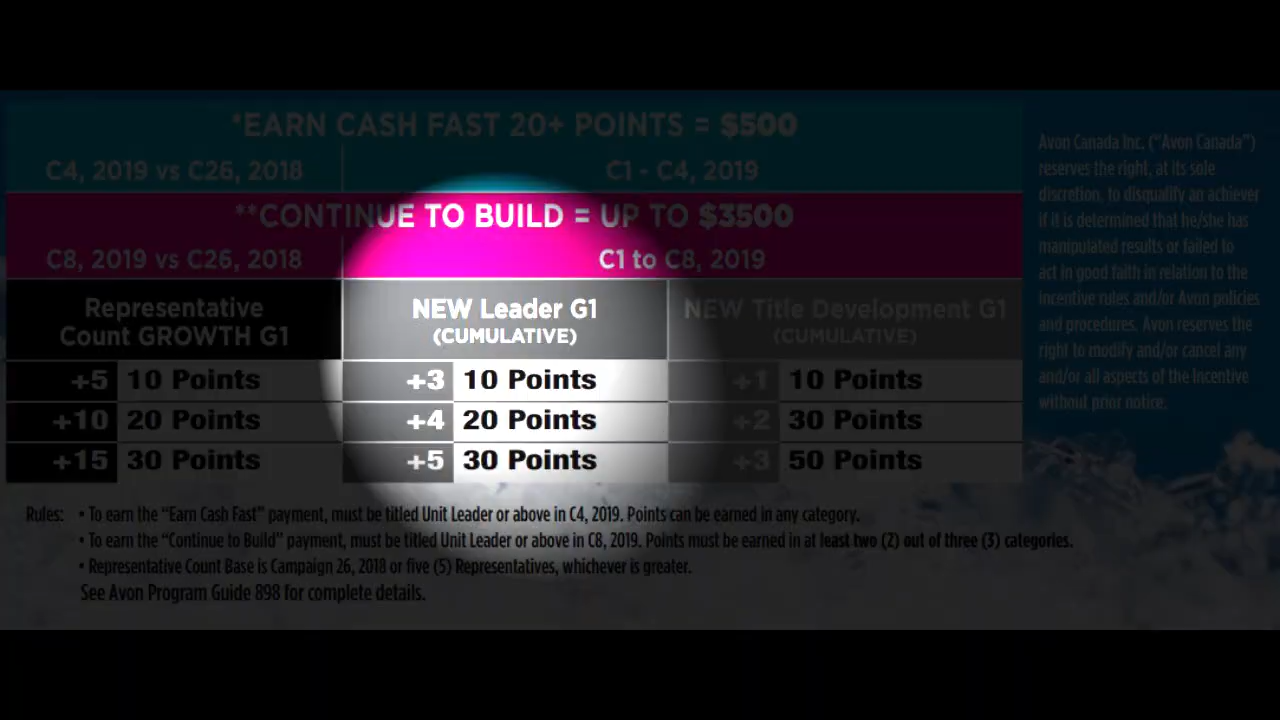 *EARN CASH FAST 20+ POINTS = $500
C4, 2019 vs C26, 2018 C1 - C4, 2019
**CONTINUE TO BUILD = UP TO $3500
C8, 2019 vs C26, 2018 C1 to C8, 2019
Representative
Count GROWTH G1
NEW Leader G1
(CUMULATIVE)
NEW Title Development G1
(CUMULATIVE)
+5 10 Points +3 10 Points +1 10 Points
+10 20 Points +4 20 Points +2 30 Points
+15 30 Points +5 30 Points +3 50 Points
Rules: • To earn the “Earn Cash Fast” payment, must be titled Unit Leader or above in C4, 2019. Points can be earned in any category.
• To earn the “Continue to Build” payment, must be titled Unit Leader or above in C8, 2019. Points must be earned in at least two (2) out of three (3) categories.
• Representative Count Base is Campaign 26, 2018 or five (5) Representatives, whichever is greater.
See Avon Program Guide 898 for complete details.
Avon Canada Inc. (“Avon Canada”)
reserves the right, at its sole
discretion, to disqualify an achiever
if it is determined that he/she has
manipulated results or failed to
act in good faith in relation to the
incentive rules and/or Avon policies
and procedures. Avon reserves the
right to modify and/or cancel any
and/or all aspects of the Incentive
without prior notice.